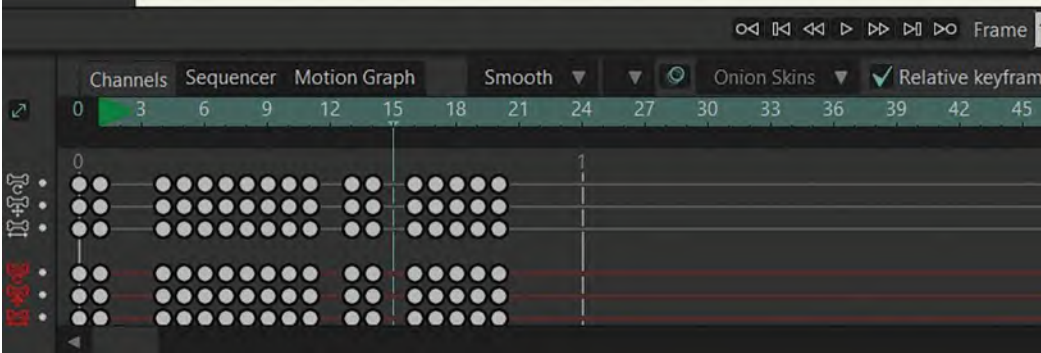 Frame
Channels Sequencer Motion Graph Smooth Onion Skins Relative keyfram
0 3 6 9 12 15 18 21 24 27 30 33 36 39 42 45
0 1